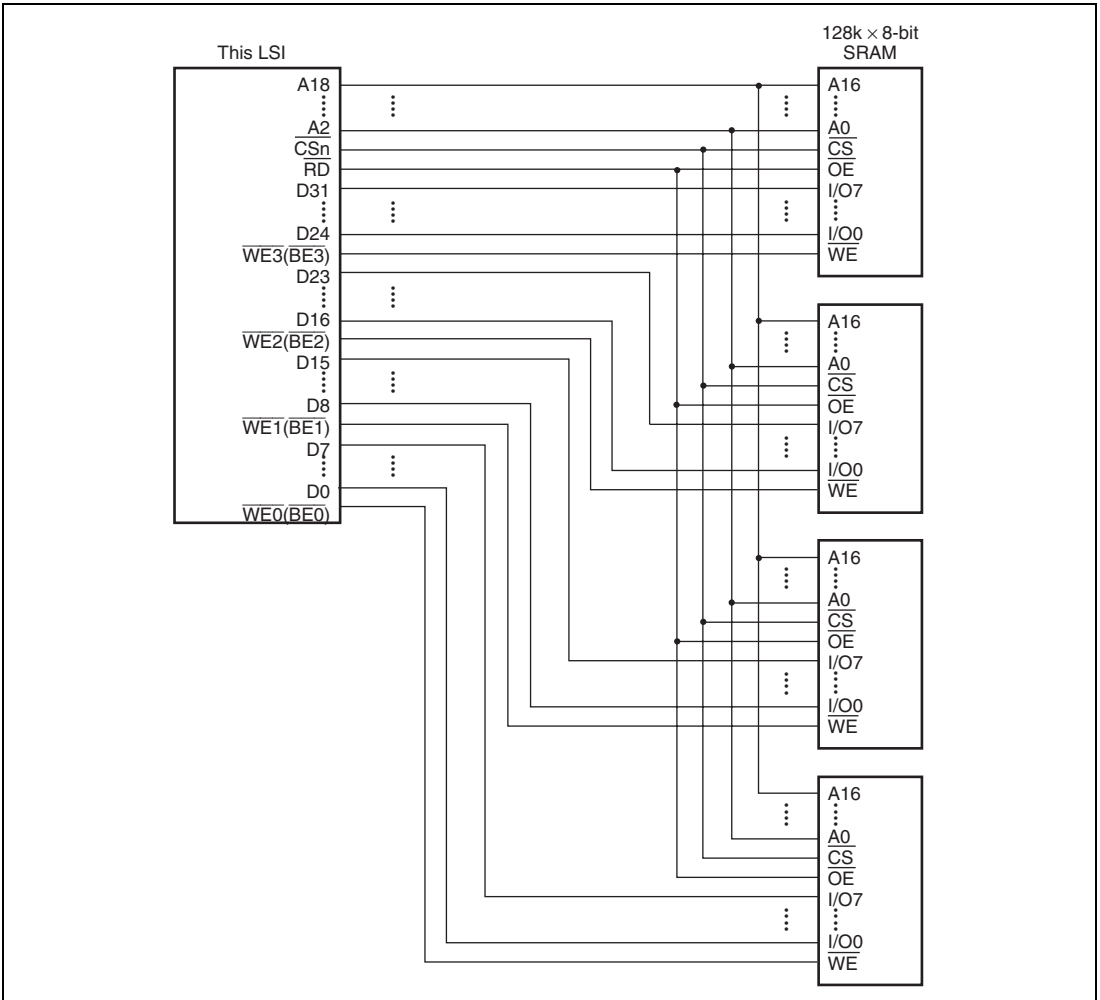 This LSI
A18
A2
CSn
RD
D31
D24
WE3(BE3)
D23
D16
WE2(BE2)
D15
D8
WE1(BE1)
D7
D0
WE0(BE0)
128k × 8-bit
SRAM
A16
A0
CS
OE
I/O7
I/O0
WE
A16
A0
CS
OE
I/O7
I/O0
WE
A16
A0
CS
OE
I/O7
I/O0
WE
A16
A0
CS
OE
I/O7
I/O0
WE